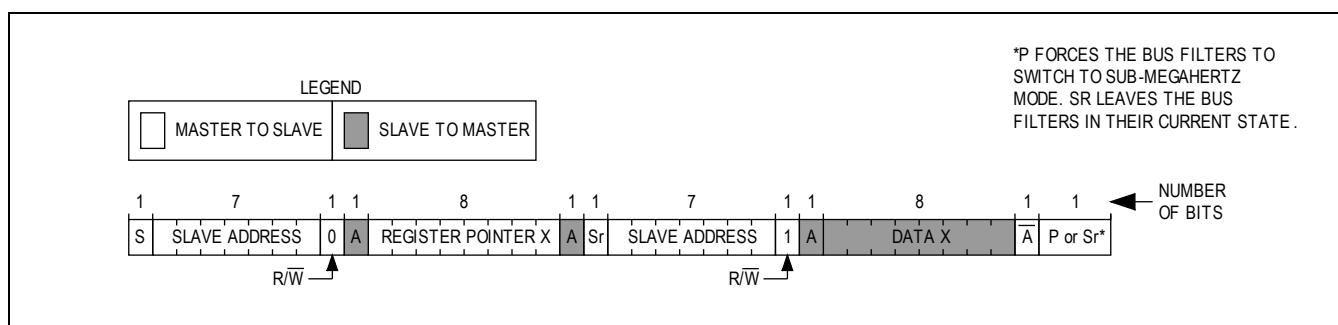 *P FORCES THE BUS FILTERS TO
SWITCH TO SUB-MEGAHERTZ
MODE. SR LEAVES THE BUS
FILTERS IN THEIR CURRENT STATE.
LEGEND
MASTER TO SLAVE SLAVE TO MASTER
1 7 1 1 8 1 1 7 1 1 8 1 1 NUMBER
OF BITS
S SLAVE ADDRESS 0 A REGISTER POINTER X A Sr SLAVE ADDRESS 1 A DATA X A̅ P or Sr*
R/W̅ R/W̅